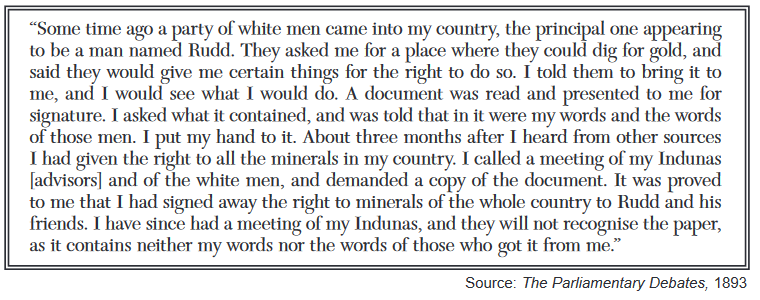 “Some time ago a party of white men came into my country, the principal one appearing
to be a man named Rudd. They asked me for a place where they could dig for gold, and
said they would give me certain things for the right to do so. I told them to bring it to
me, and I would see what I would do. A document was read and presented to me for
signature. I asked what it contained, and was told that in it were my words and the words
of those men. I put my hand to it. About three months after I heard from other sources
I had given the right to all the minerals in my country. I called a meeting of my Indunas
[advisors] and of the white men, and demanded a copy of the document. It was proved
to me that I had signed away the right to minerals of the whole country to Rudd and his
friends. I have since had a meeting of my Indunas, and they will not recognise the paper,
as it contains neither my words nor the words of those who got it from me.”
Source: The Parliamentary Debates, 1893